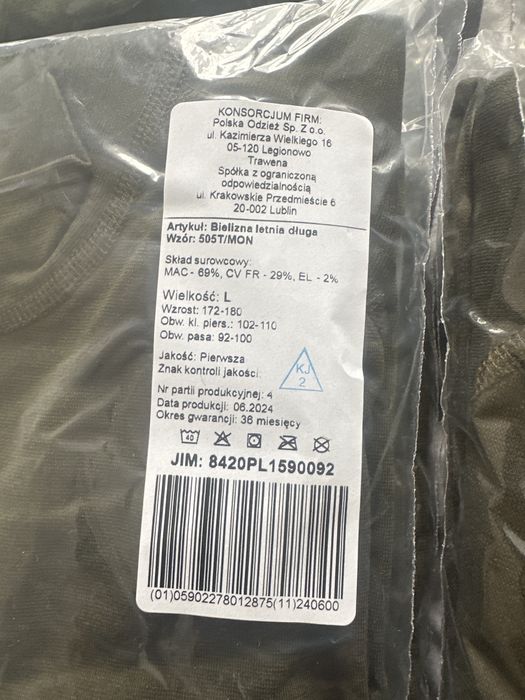 KONSORCJUM FIRM:
Polska Odzież Sp. Z o.o.
ul. Kazimierza Wielkiego 16
05-120 Legionowo
Trawena
Spółka z ograniczoną
odpowiedzialnością
ul. Krakowskie Przedmieście 6
20-002 Lublin
Artykuł: Bielizna letnia długa
Wzór: 505T/MON
Skład surowcowy:
MAC - 69%, CV FR - 29%, EL - 2%
Wielkość: L
Wzrost: 172-180
Obw. kl. piers.: 102-110
Obw. pasa: 92-100
Jakość: Pierwsza
Znak kontroli jakości:
KJ
2
Nr partii produkcyjnej: 4
Data produkcji: 06.2024
Okres gwarancji: 36 miesięcy
40
JIM: 8420PL1590092
(01)05902278012875(11)240600